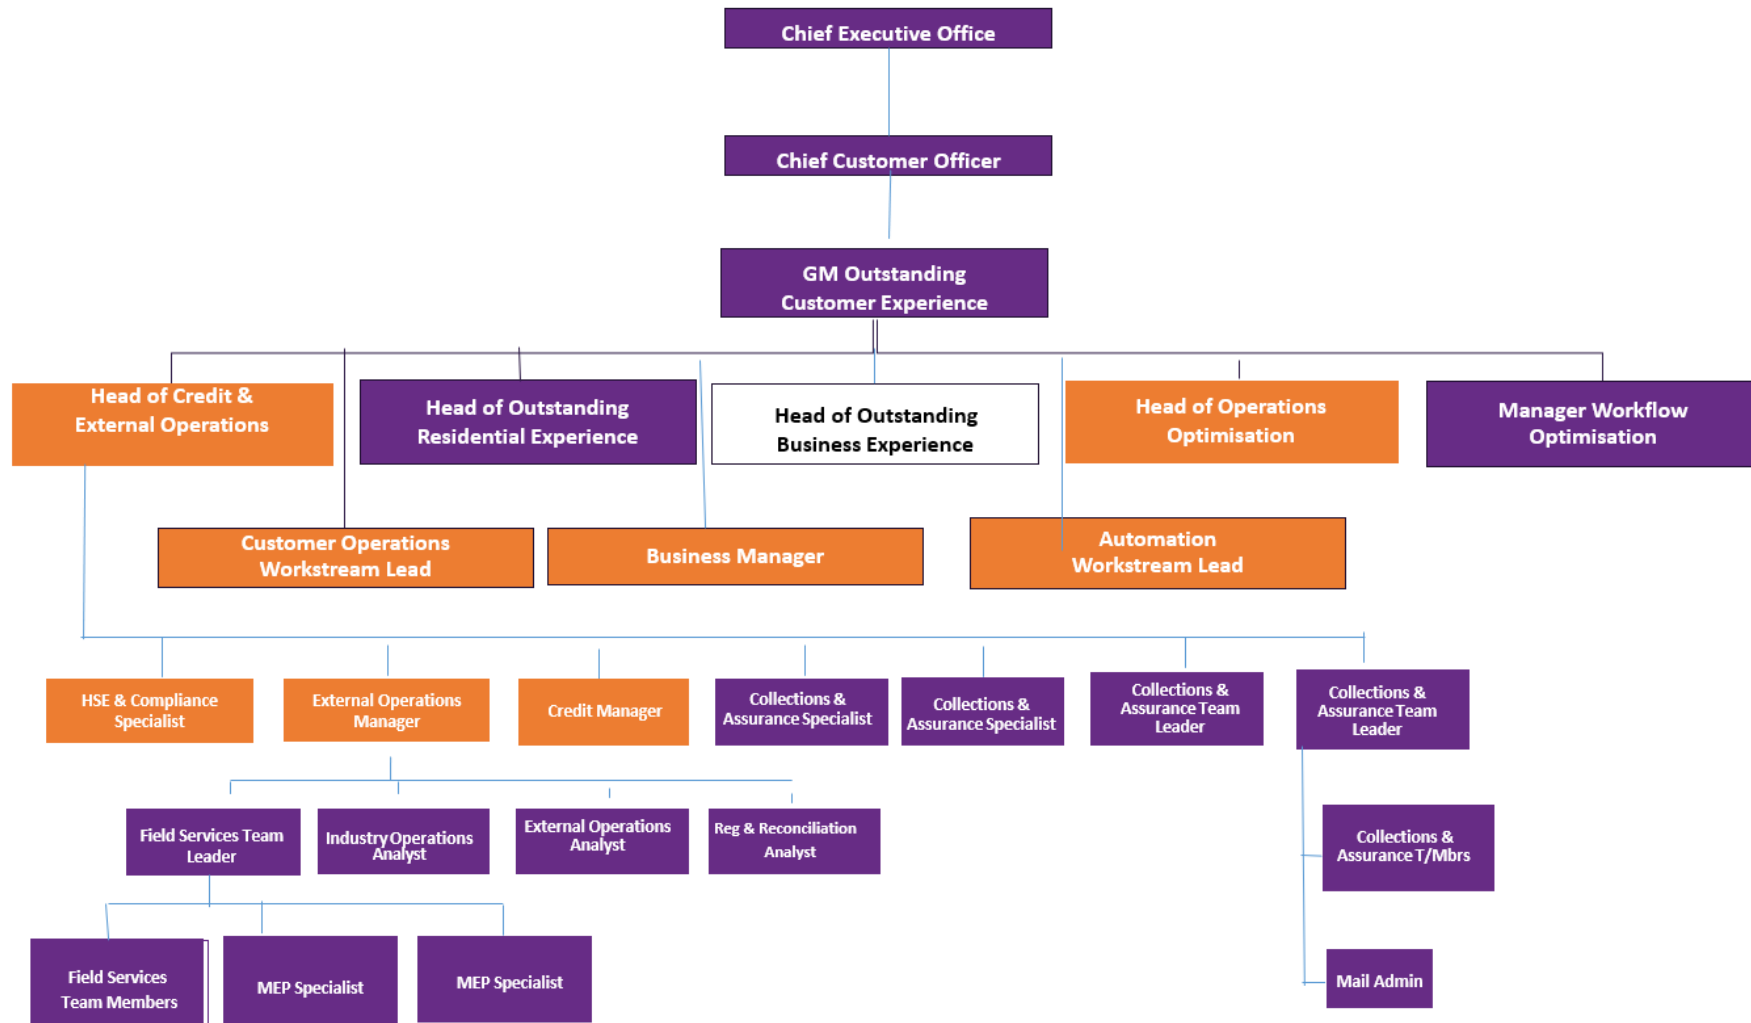 Chief Executive Office
Chief Customer Officer
GM Outstanding
Customer Experience
Head of Credit &
External Operations
Head of Outstanding
Residential Experience
Head of Outstanding
Business Experience
Head of Operations
Optimisation
Manager Workflow
Optimisation
Customer Operations
Workstream Lead
Business Manager
Automation
Workstream Lead
HSE & Compliance
Specialist
External Operations
Manager
Credit Manager
Collections &
Assurance Specialist
Collections &
Assurance Specialist
Collections &
Assurance Team
Leader
Collections &
Assurance Team
Leader
Field Services Team
Leader
Industry Operations
Analyst
External Operations
Analyst
Reg & Reconciliation
Analyst
Collections &
Assurance T/Mbrs
Field Services
Team Members
MEP Specialist
MEP Specialist
Mail Admin